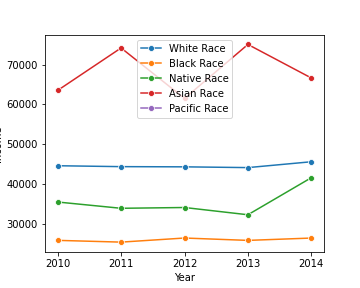 White Race
Black Race
Native Race
Asian Race
Pacific Race
70000
60000
50000
40000
30000
2010
2011
2012
2013
2014
Year